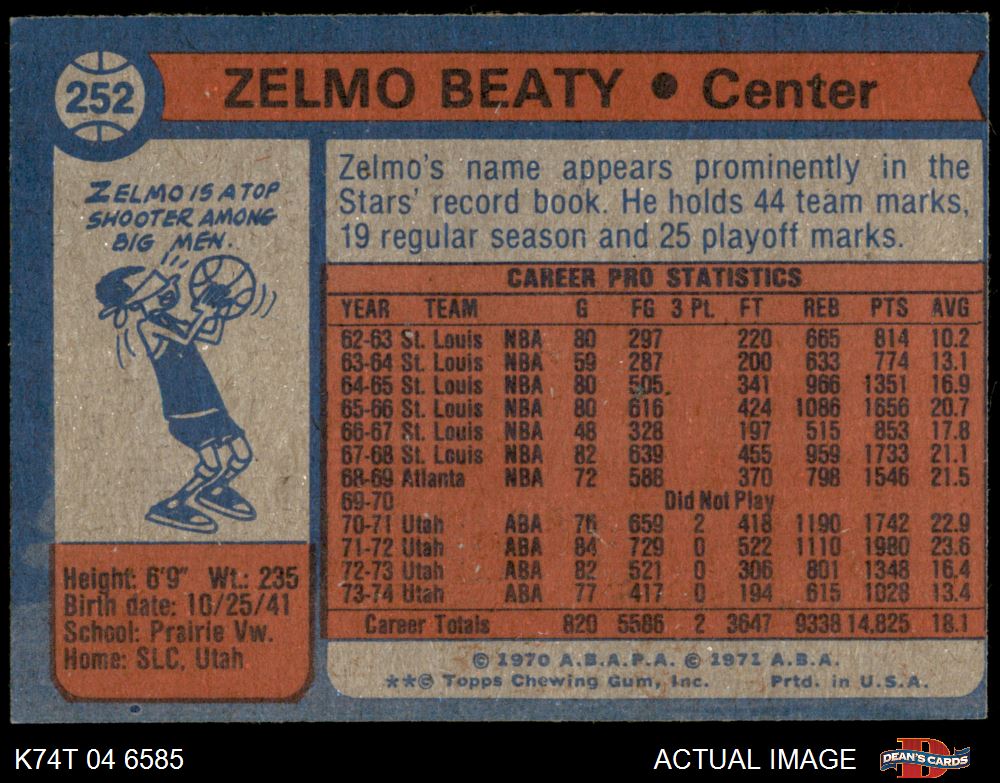 252
ZELMO BEATY • Center
ZELMO IS A TOP
SHOOTER AMONG
BIG MEN.
Zelmo's name appears prominently in the
Stars' record book. He holds 44 team marks,
19 regular season and 25 playoff marks.
CAREER PRO STATISTICS
YEAR TEAM G FG 3 Pt. FT REB PTS AVG
62-63 St. Louis NBA 80 297 220 665 814 10.2
63-64 St. Louis NBA 59 287 200 633 774 13.1
64-65 St. Louis NBA 80 505 341 966 1351 16.9
65-66 St. Louis NBA 80 616 424 1086 1656 20.7
66-67 St. Louis NBA 48 328 197 515 853 17.8
67-68 St. Louis NBA 82 639 455 959 1733 21.1
68-69 Atlanta NBA 72 588 370 798 1546 21.5
69-70 Did Not Play
70-71 Utah ABA 76 659 2 418 1190 1742 22.9
71-72 Utah ABA 84 729 0 522 1110 1980 23.6
72-73 Utah ABA 82 521 0 306 801 1348 16.4
73-74 Utah ABA 77 417 0 194 615 1028 13.4
Career Totals 820 5586 2 3647 9338 14,825 18.1
Height: 6'9" Wt.: 235
Birth date: 10/25/41
School: Prairie Vw.
Home: SLC, Utah
© 1970 A.B.A.P.A. © 1971 A.B.A.
**© Topps Chewing Gum, Inc. Prtd. in U.S.A.
K74T 04 6585
ACTUAL IMAGE
D
DEAN'S CARDS